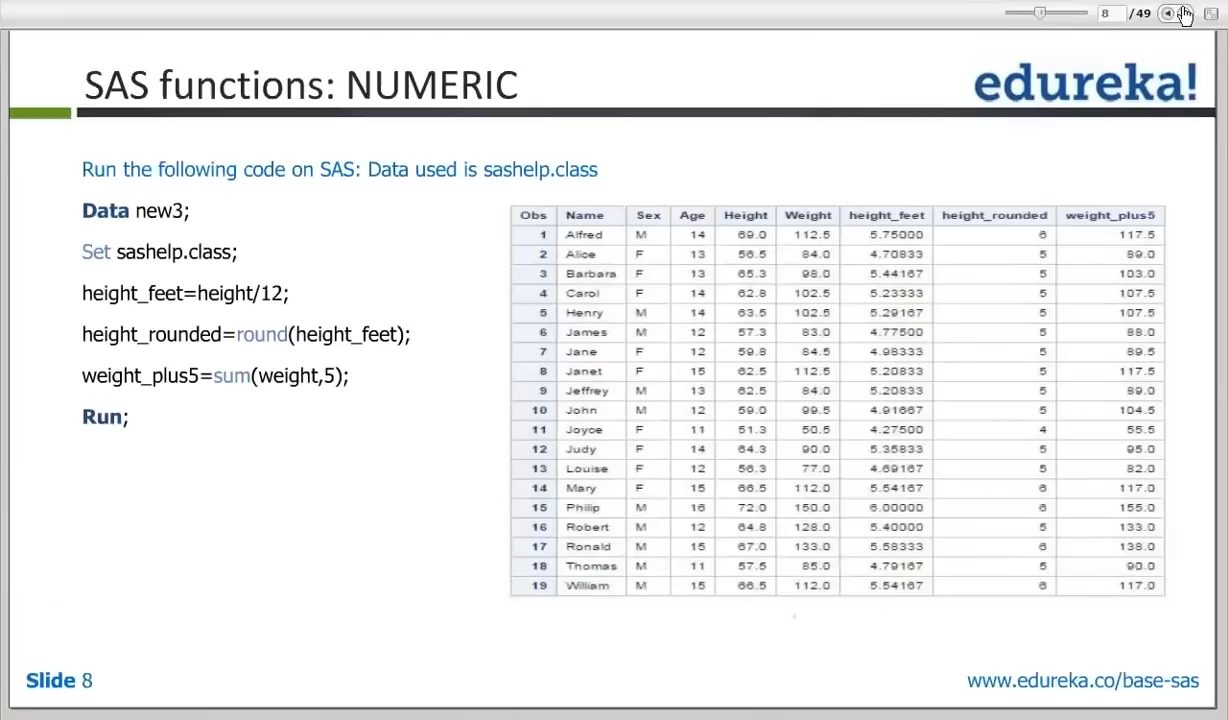 8 / 49
SAS functions: NUMERIC
edureka!
Run the following code on SAS: Data used is sashelp.class
Data new3;
Set sashelp.class;
height_feet=height/12;
height_rounded=round(height_feet);
weight_plus5=sum(weight,5);
Run;
Obs Name Sex Age Height Weight height_feet height_rounded weight_plus5
1 Alfred M 14 69.0 112.5 5.75000 6 117.5
2 Alice F 13 56.5 84.0 4.70833 5 89.0
3 Barbara F 13 65.3 98.0 5.44167 5 103.0
4 Carol F 14 62.8 102.5 5.23333 5 107.5
5 Henry M 14 63.5 102.5 5.29167 5 107.5
6 James M 12 57.3 83.0 4.77500 5 88.0
7 Jane F 12 59.8 84.5 4.98333 5 89.5
8 Janet F 15 62.5 112.5 5.20833 5 117.5
9 Jeffrey M 13 62.5 84.0 5.20833 5 89.0
10 John M 12 59.0 99.5 4.91667 5 104.5
11 Joyce F 11 51.3 50.5 4.27500 4 55.5
12 Judy F 14 64.3 90.0 5.35833 5 95.0
13 Louise F 12 56.3 77.0 4.69167 5 82.0
14 Mary F 15 66.5 112.0 5.54167 6 117.0
15 Philip M 16 72.0 150.0 6.00000 6 155.0
16 Robert M 12 64.8 128.0 5.40000 5 133.0
17 Ronald M 15 67.0 133.0 5.58333 6 138.0
18 Thomas M 11 57.5 85.0 4.79167 5 90.0
19 William M 15 66.5 112.0 5.54167 6 117.0
Slide 8
www.edureka.co/base-sas